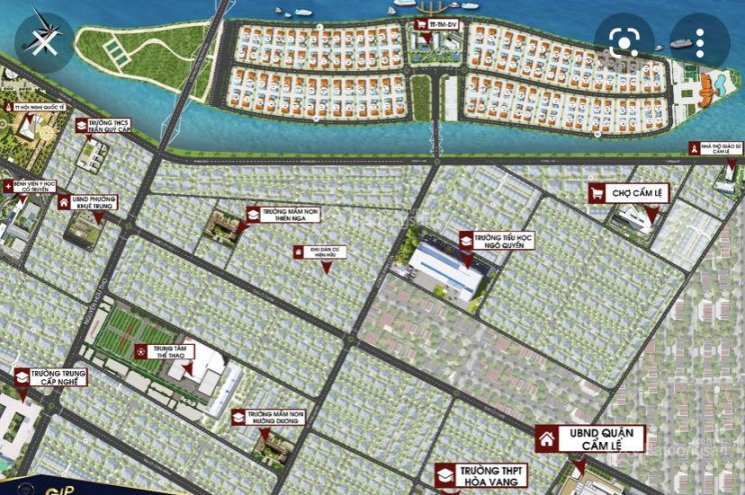 TT-TM-DV
TT HỘI NGHỊ QUỐC TẾ
TRƯỜNG THCS
TRẦN QUÝ CÁP
NHÀ THỜ GIÁO SỨ
CẨM LỆ
BỆNH VIỆN Y HỌC
CỔ TRUYỀN
UBND PHƯỜNG
KHUÊ TRUNG
CHỢ CẨM LỆ
TRƯỜNG MẦM NON
THIÊN NGA
TRƯỜNG TIỂU HỌC
NGÔ QUYỀN
KHU DÂN CƯ
HIỆN HỮU
NGUYỄN HỮU THỌ
TRUNG TÂM
THỂ THAO
TRƯỜNG TRUNG
CẤP NGHỀ
TRƯỜNG MẦM NON
HƯỚNG DƯƠNG
UBND QUẬN
CẨM LỆ
TRƯỜNG THPT
HÒA VANG